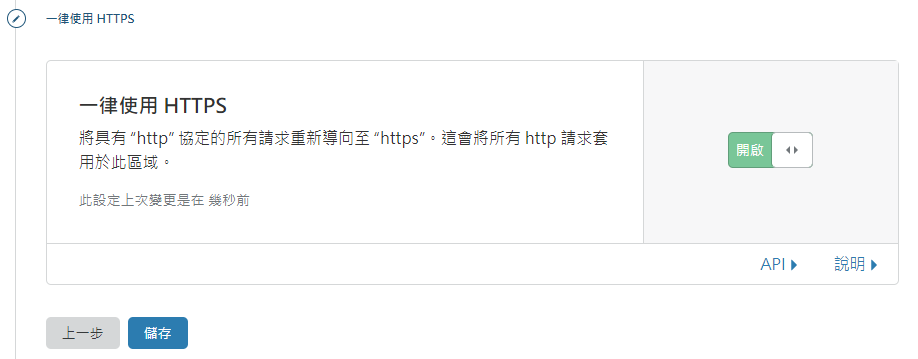 一律使用 HTTPS
一律使用 HTTPS
將具有 “http” 協定的所有請求重新導向至 “https”。這會將所有 http 請求套
用於此區域。
開啟
此設定上次變更是在 幾秒前
API
說明
上一步
儲存